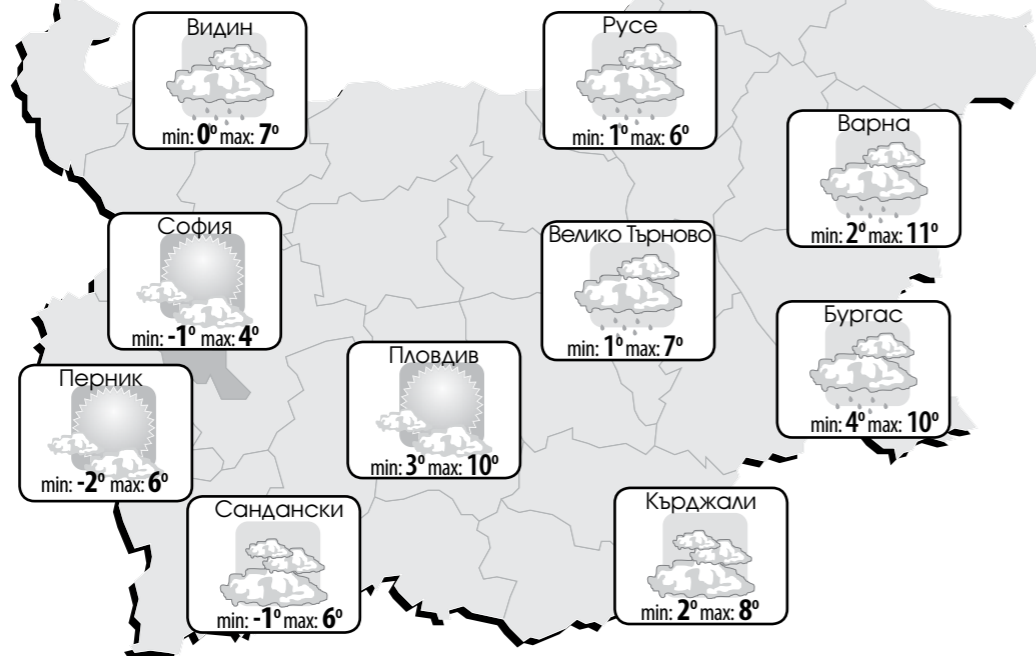 Видин
min: 0° max: 7°
Русе
min: 1° max: 6°
Варна
min: 2° max: 11°
София
min: -1° max: 4°
Велико Търново
min: 1° max: 7°
Бургас
min: 4° max: 10°
Пловдив
min: 3° max: 10°
Перник
min: -2° max: 6°
Сандански
min: -1° max: 6°
Кърджали
min: 2° max: 8°